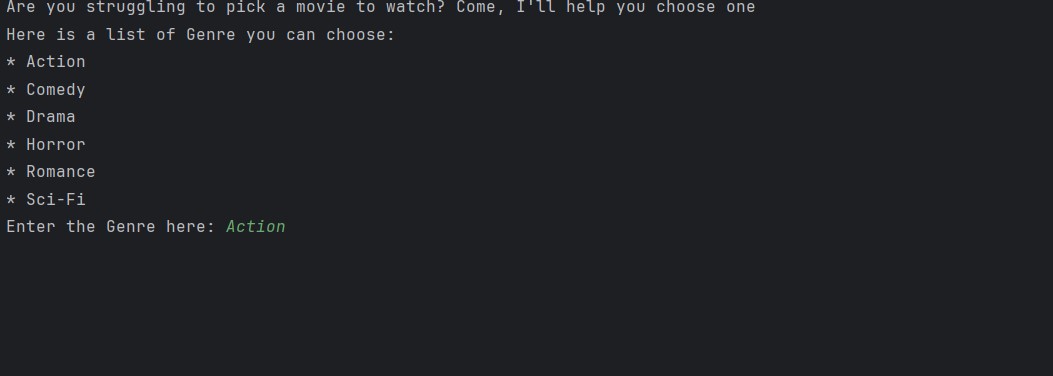 Are you struggling to pick a movie to watch? Come, I'll help you choose one
Here is a list of Genre you can choose:
* Action
* Comedy
* Drama
* Horror
* Romance
* Sci-Fi
Enter the Genre here: Action